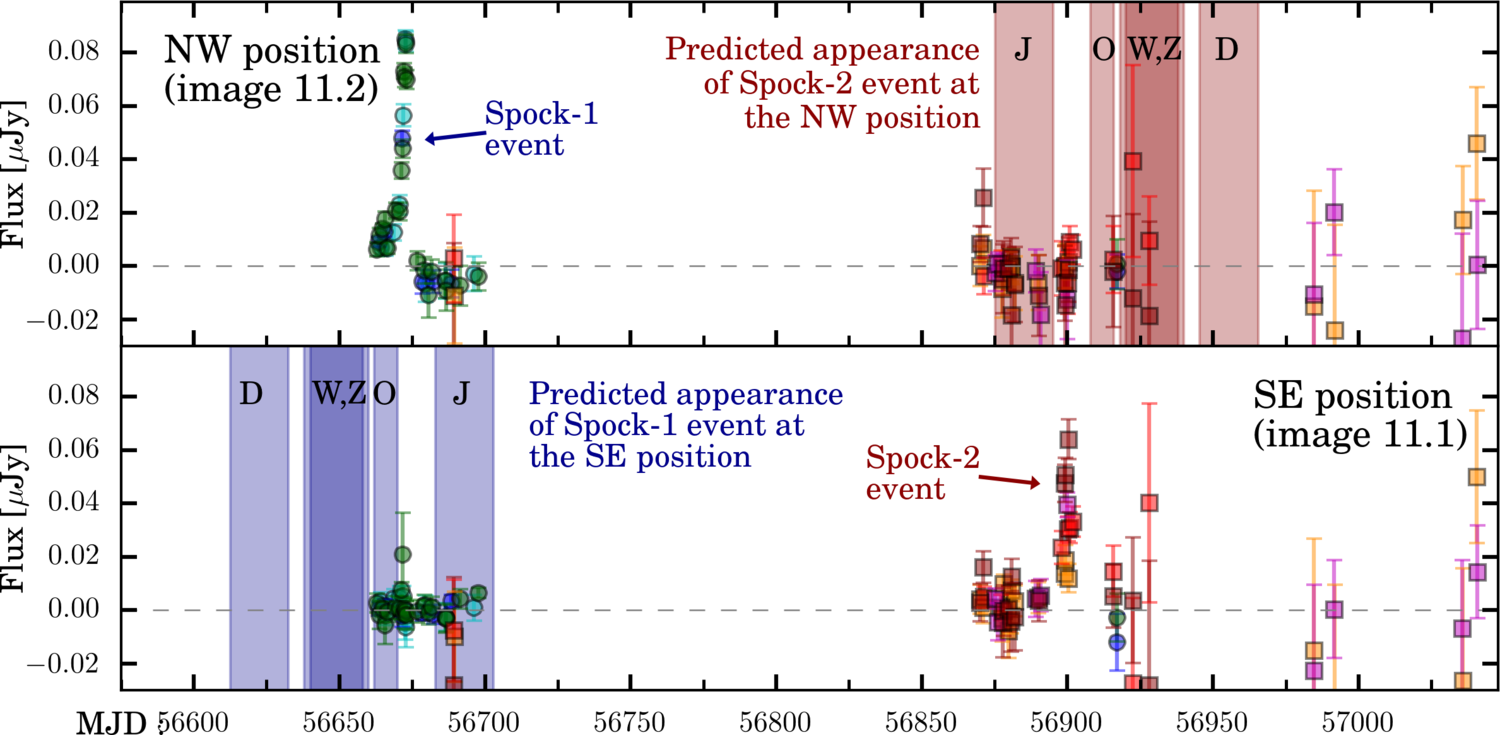 NW position
(image 11.2)
Spock-1
event
Predicted appearance
of Spock-2 event at
the NW position
J O W,Z D
Flux [μJy]
0.08
0.06
0.04
0.02
0.00
−0.02
D W,Z O J
Predicted appearance
of Spock-1 event at
the SE position
Spock-2
event
SE position
(image 11.1)
Flux [μJy]
0.08
0.06
0.04
0.02
0.00
−0.02
MJD : 56600 56650 56700 56750 56800 56850 56900 56950 57000